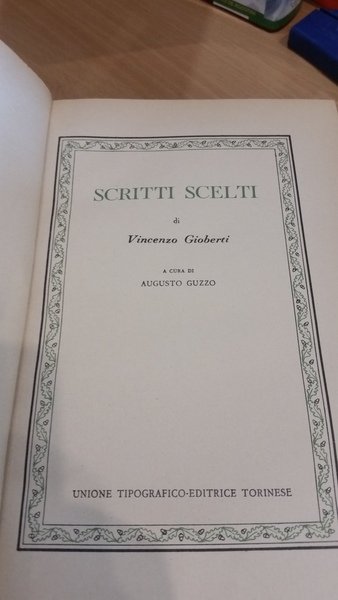 SCRITTI SCELTI
di
Vincenzo Gioberti
A CURA DI
AUGUSTO GUZZO
UNIONE TIPOGRAFICO-EDITRICE TORINESE